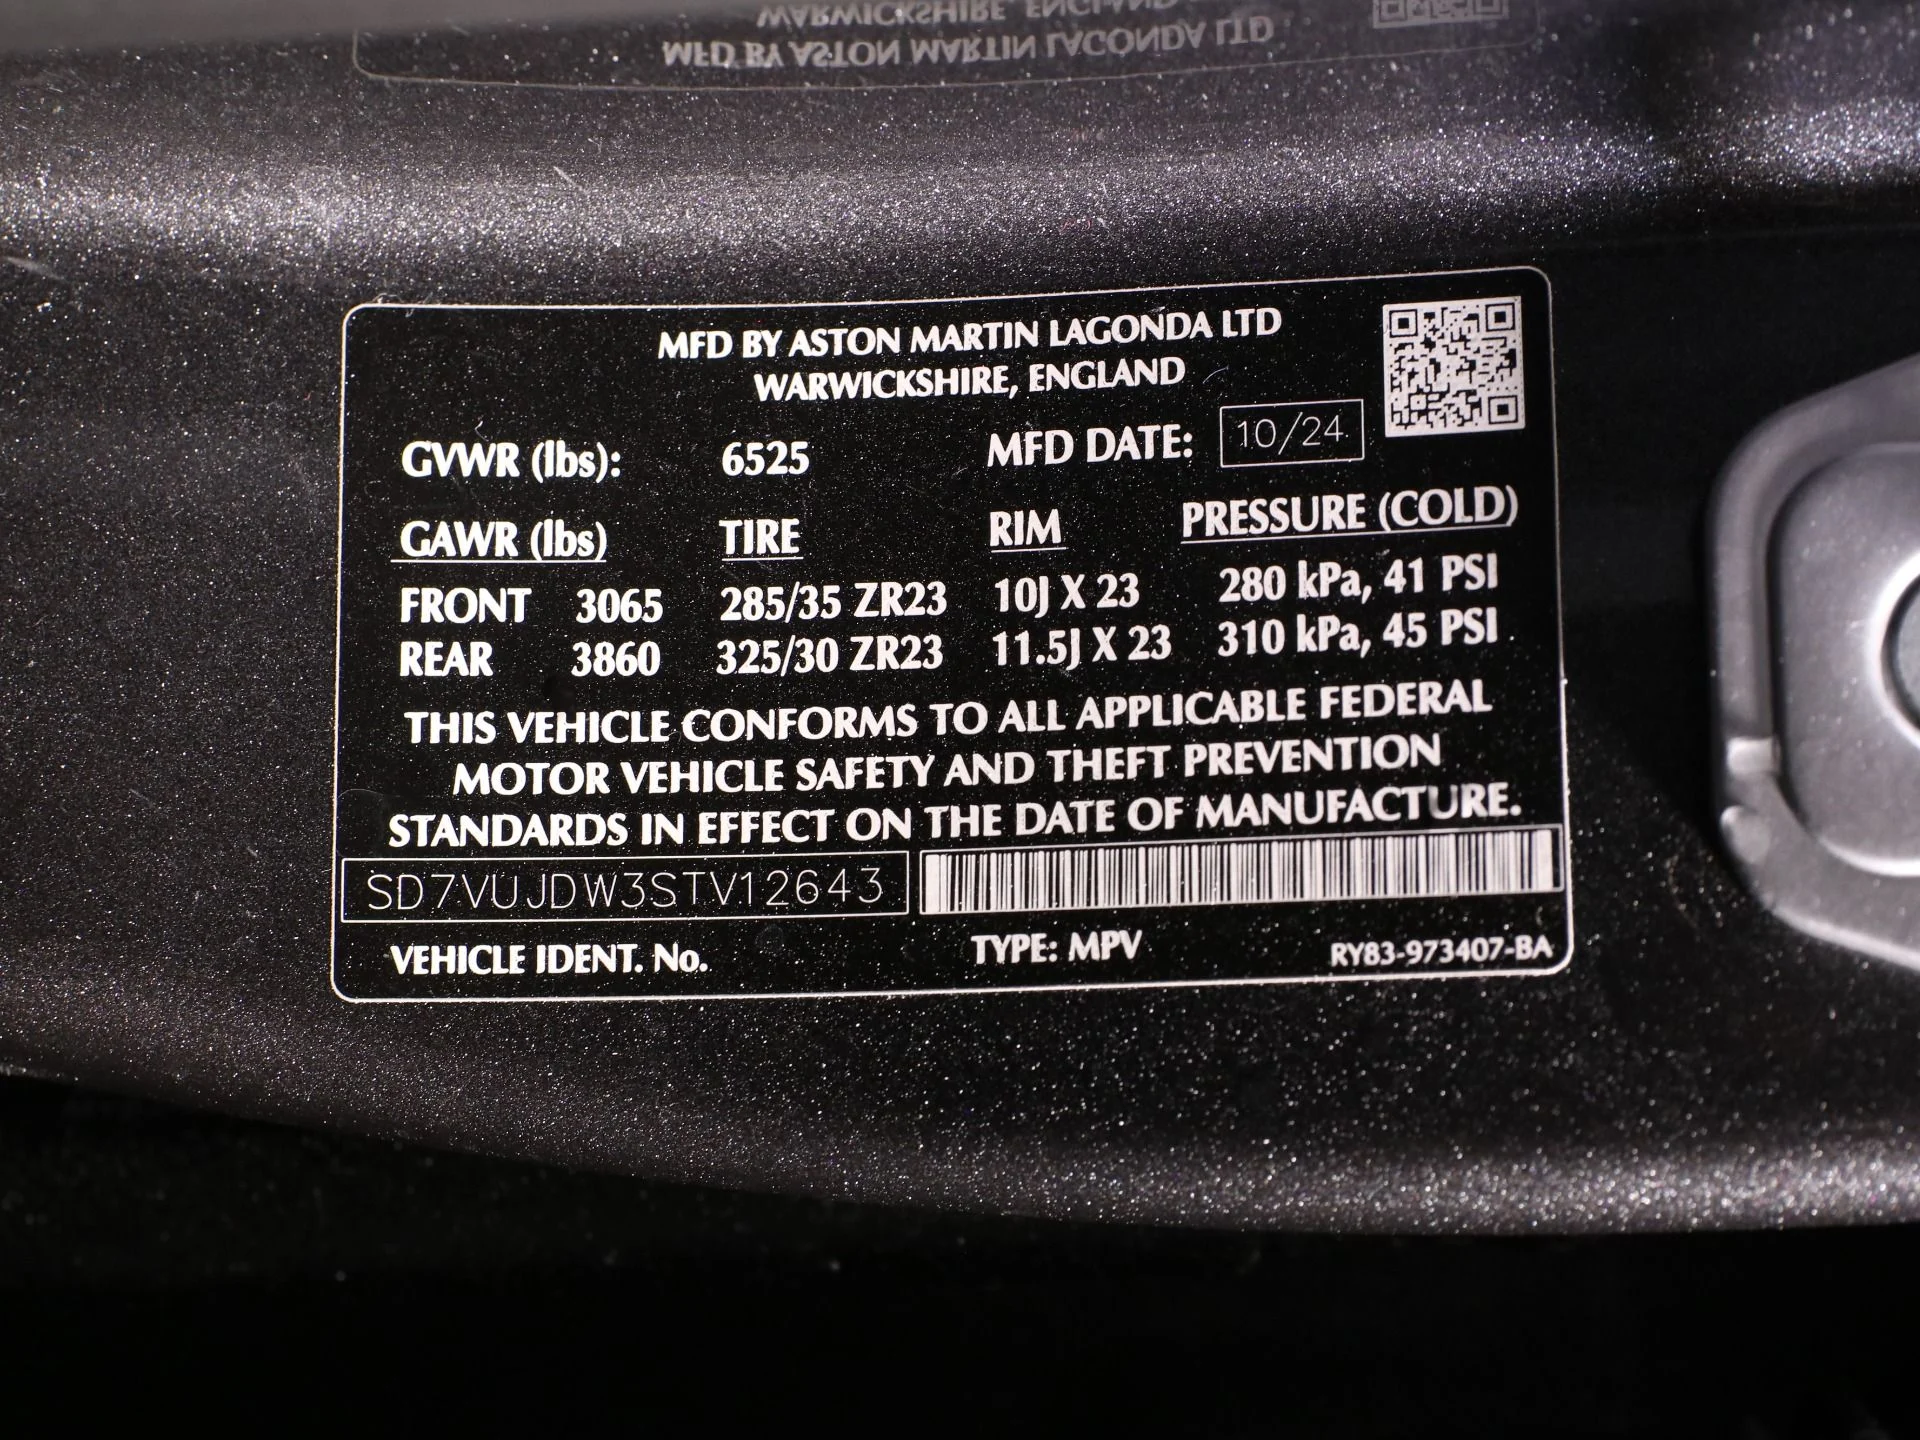 MFD BY ASTON MARTIN LAGONDA LTD
WARWICKSHIRE, ENGLAND
GVWR (lbs): 6525 MFD DATE: 10/24
GAWR (lbs) TIRE RIM PRESSURE (COLD)
FRONT 3065 285/35 ZR23 10J X 23 280 kPa, 41 PSI
REAR 3860 325/30 ZR23 11.5J X 23 310 kPa, 45 PSI
THIS VEHICLE CONFORMS TO ALL APPLICABLE FEDERAL
MOTOR VEHICLE SAFETY AND THEFT PREVENTION
STANDARDS IN EFFECT ON THE DATE OF MANUFACTURE.
SD7VUJDW3STV12643
VEHICLE IDENT. No. TYPE: MPV RY83-973407-BA